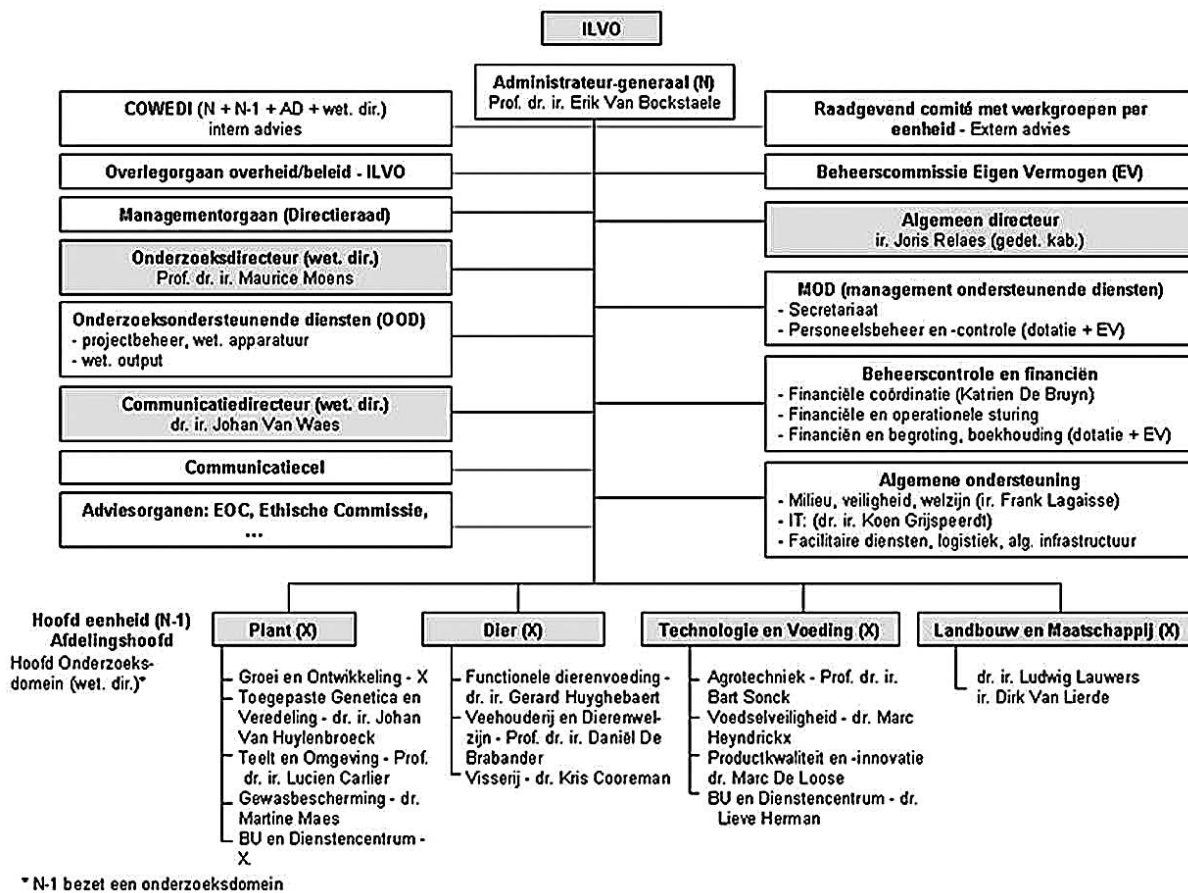 ILVO
Administrateur-generaal (N)
Prof. dr. ir. Erik Van Bockstaele
COWEDI (N + N-1 + AD + wet. dir.)
intern advies
Overlegorgaan overheid/beleid - ILVO
Managementorgaan (Directieraad)
Onderzoeksdirecteur (wet. dir.)
Prof. dr. ir. Maurice Moens
Onderzoeksondersteunende diensten (OOD)
- projectbeheer, wet. apparatuur
- wet. output
Communicatiedirecteur (wet. dir.)
dr. ir. Johan Van Waes
Communicatiecel
Adviesorganen: EOC, Ethische Commissie,
...
Raadgevend comité met werkgroepen per
eenheid - Extern advies
Beheerscommissie Eigen Vermogen (EV)
Algemeen directeur
ir. Joris Relaes (gedet. kab.)
MOD (management ondersteunende diensten)
- Secretariaat
- Personeelsbeheer en -controle (dotatie + EV)
Beheerscontrole en financiën
- Financiële coördinatie (Katrien De Bruyn)
- Financiële en operationele sturing
- Financiën en begroting, boekhouding (dotatie + EV)
Algemene ondersteuning
- Milieu, veiligheid, welzijn (ir. Frank Lagaisse)
- IT: (dr. ir. Koen Grijspeerdt)
- Facilitaire diensten, logistiek, alg. infrastructuur
Hoofd eenheid (N-1)
Afdelingshoofd
Hoofd Onderzoeks-
domein (wet. dir.)*
Plant (X)
Groei en Ontwikkeling - X
Toegepaste Genetica en
Veredeling - dr. ir. Johan
Van Huylenbroeck
Teelt en Omgeving - Prof.
dr. ir. Lucien Carlier
Gewasbescherming - dr.
Martine Maes
BU en Dienstencentrum -
X.
Dier (X)
Functionele dierenvoeding -
dr. ir. Gerard Huyghebaert
Veehouderij en Dierenwel-
zijn - Prof. dr. ir. Daniël De
Brabander
Visserij - dr. Kris Cooreman
Technologie en Voeding (X)
Agrotechniek - Prof. dr. ir.
Bart Sonck
Voedselveiligheid - dr. Marc
Heyndrickx
Productkwaliteit en -innovatie
dr. Marc De Loose
BU en Dienstencentrum - dr.
Lieve Herman
Landbouw en Maatschappij (X)
dr. ir. Ludwig Lauwers
ir. Dirk Van Lierde
* N-1 bezet een onderzoeksdomein